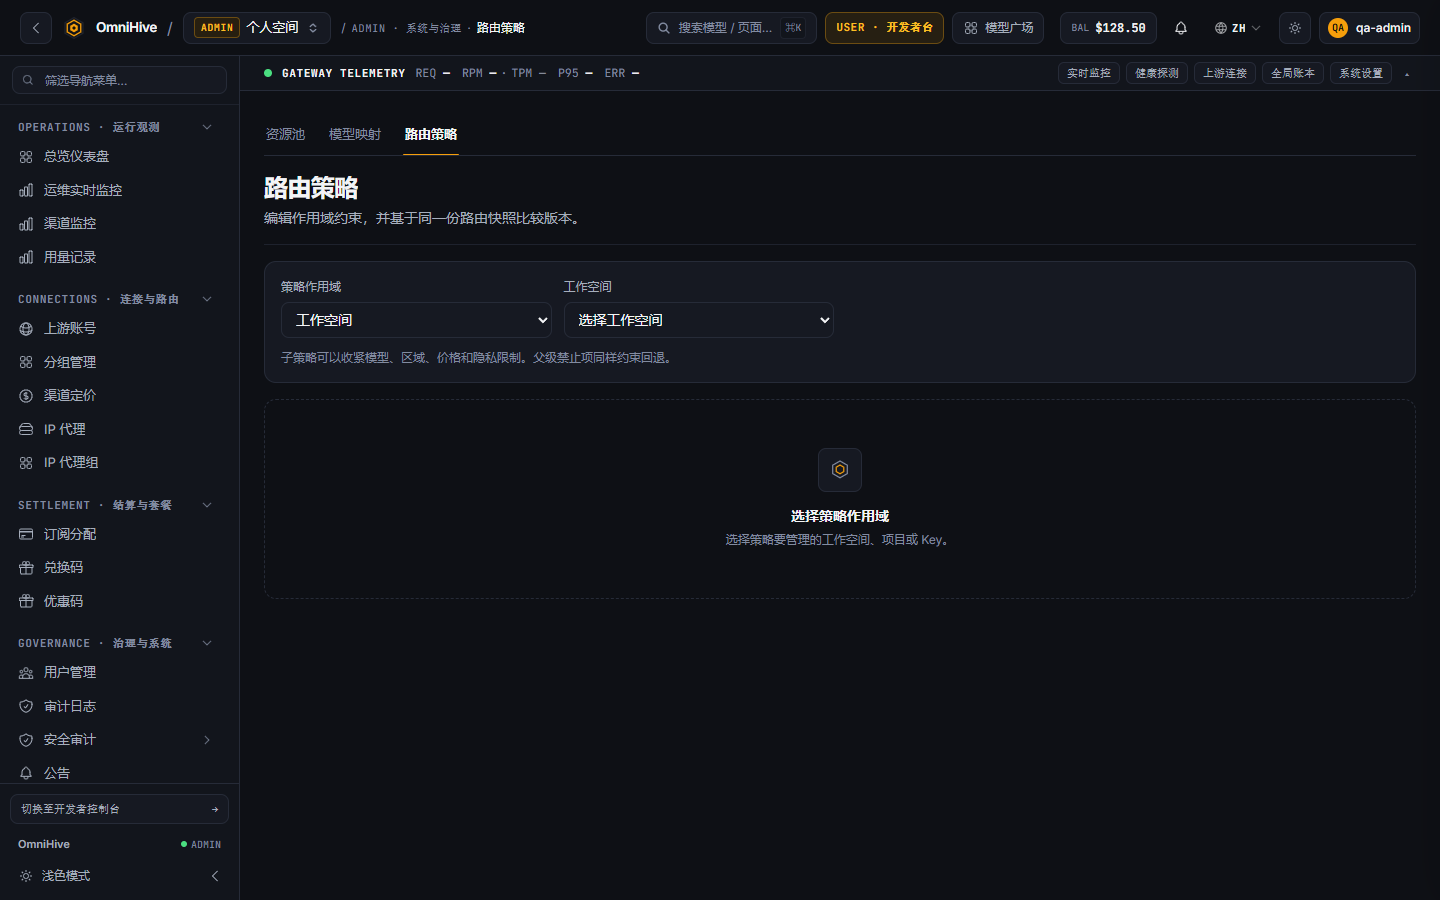 OmniHive / ADMIN 个人空间 / ADMIN · 系统与治理 · 路由策略 搜索模型 / 页面... ⌘K USER · 开发者台 模型广场 BAL $128.50 ZH QA qa-admin
筛选导航菜单...
GATEWAY TELEMETRY REQ — RPM — · TPM — P95 — ERR — 实时监控 健康探测 上游连接 全局账本 系统设置
OPERATIONS · 运行观测
总览仪表盘
运维实时监控
渠道监控
用量记录
CONNECTIONS · 连接与路由
上游账号
分组管理
渠道定价
IP 代理
IP 代理组
SETTLEMENT · 结算与套餐
订阅分配
兑换码
优惠码
GOVERNANCE · 治理与系统
用户管理
审计日志
安全审计
公告
切换至开发者控制台 →
OmniHive ADMIN
浅色模式
资源池 模型映射 路由策略
路由策略
编辑作用域约束，并基于同一份路由快照比较版本。
策略作用域 工作空间
工作空间 选择工作空间
子策略可以收紧模型、区域、价格和隐私限制。父级禁止项同样约束回退。
选择策略作用域
选择策略要管理的工作空间、项目或 Key。